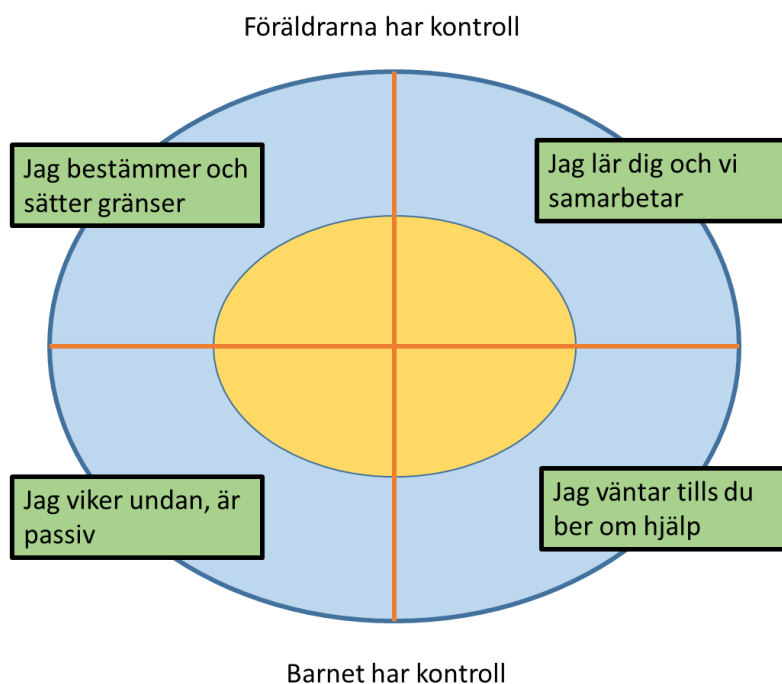 Föräldrarna har kontroll
Jag bestämmer och
sätter gränser
Jag lär dig och vi
samarbetar
Jag viker undan, är
passiv
Jag väntar tills du
ber om hjälp
Barnet har kontroll